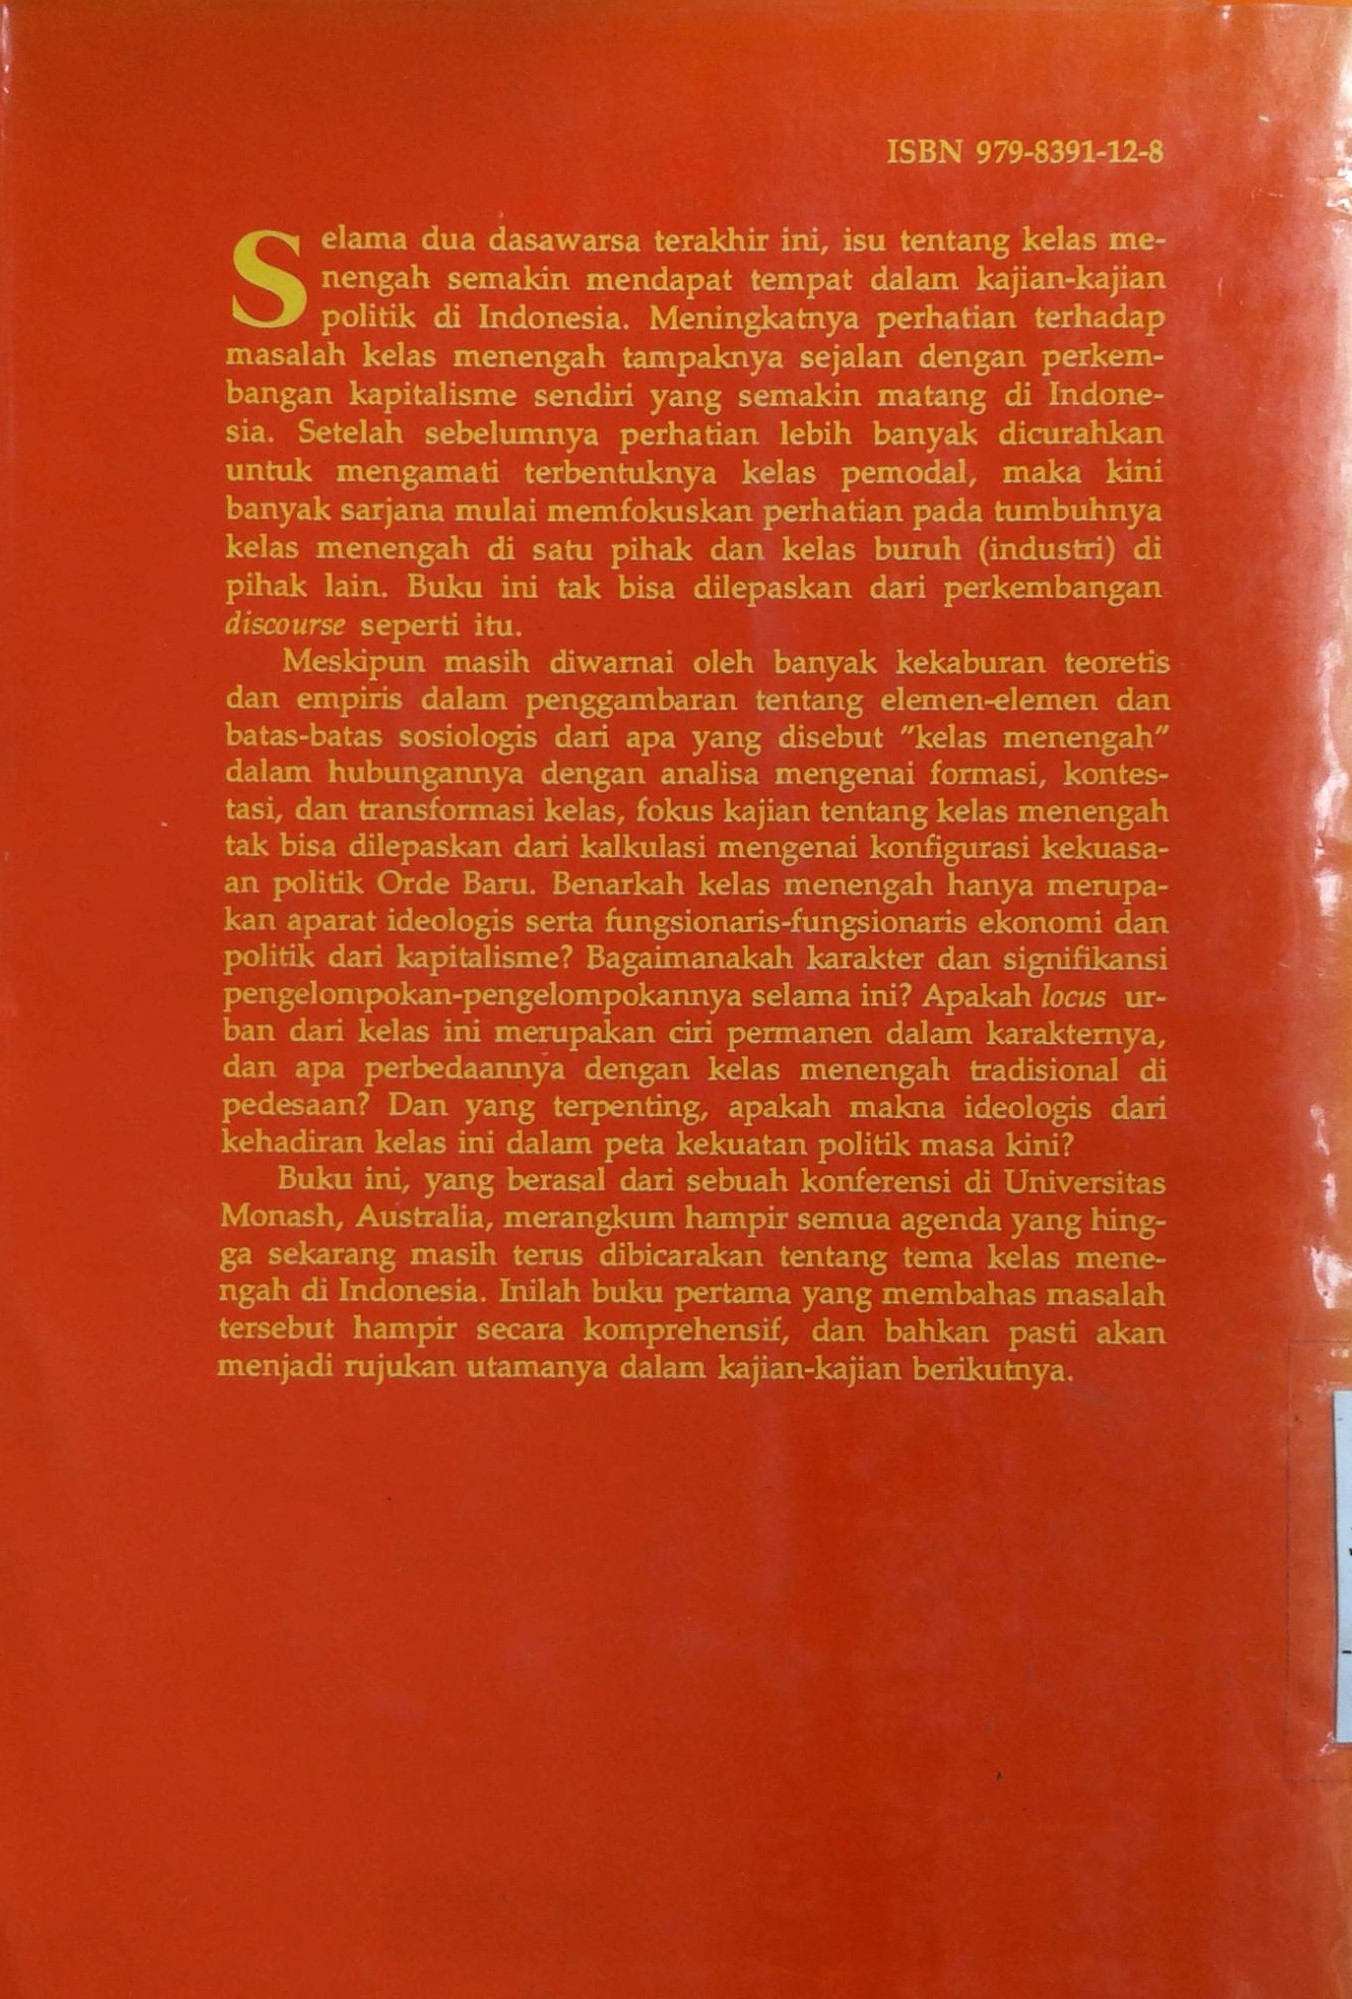 ISBN 979-8391-12-8
Selama dua dasawarsa terakhir ini, isu tentang kelas me-
nengah semakin mendapat tempat dalam kajian-kajian
politik di Indonesia. Meningkatnya perhatian terhadap
masalah kelas menengah tampaknya sejalan dengan perkem-
bangan kapitalisme sendiri yang semakin matang di Indone-
sia. Setelah sebelumnya perhatian lebih banyak dicurahkan
untuk mengamati terbentuknya kelas pemodal, maka kini
banyak sarjana mulai memfokuskan perhatian pada tumbuhnya
kelas menengah di satu pihak dan kelas buruh (industri) di
pihak lain. Buku ini tak bisa dilepaskan dari perkembangan
discourse seperti itu.
Meskipun masih diwarnai oleh banyak kekaburan teoretis
dan empiris dalam penggambaran tentang elemen-elemen dan
batas-batas sosiologis dari apa yang disebut "kelas menengah"
dalam hubungannya dengan analisa mengenai formasi, kontes-
tasi, dan transformasi kelas, fokus kajian tentang kelas menengah
tak bisa dilepaskan dari kalkulasi mengenai konfigurasi kekuasa-
an politik Orde Baru. Benarkah kelas menengah hanya merupa-
kan aparat ideologis serta fungsionaris-fungsionaris ekonomi dan
politik dari kapitalisme? Bagaimanakah karakter dan signifikansi
pengelompokan-pengelompokannya selama ini? Apakah locus ur-
ban dari kelas ini merupakan ciri permanen dalam karakternya,
dan apa perbedaannya dengan kelas menengah tradisional di
pedesaan? Dan yang terpenting, apakah makna ideologis dari
kehadiran kelas ini dalam peta kekuatan politik masa kini?
Buku ini, yang berasal dari sebuah konferensi di Universitas
Monash, Australia, merangkum hampir semua agenda yang hing-
ga sekarang masih terus dibicarakan tentang tema kelas mene-
ngah di Indonesia. Inilah buku pertama yang membahas masalah
tersebut hampir secara komprehensif, dan bahkan pasti akan
menjadi rujukan utamanya dalam kajian-kajian berikutnya.